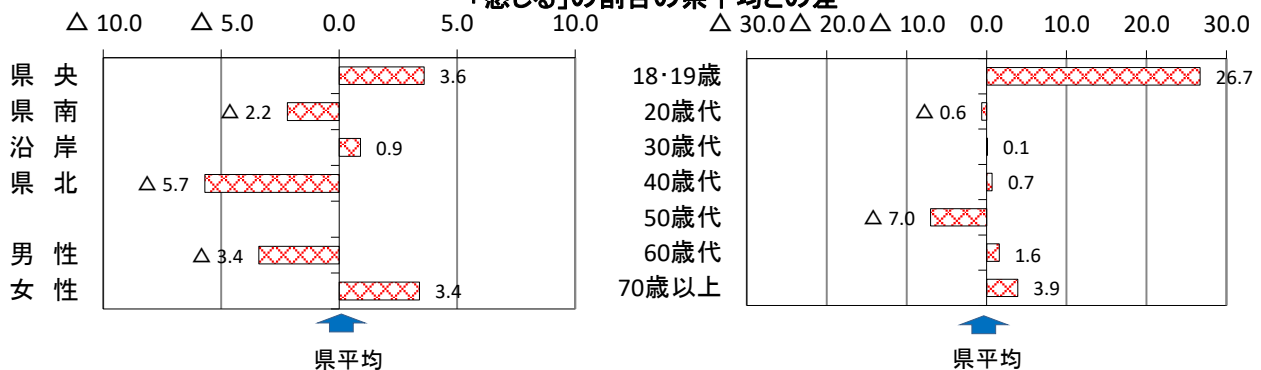 「感じる」の割合の県平均との差
△ 10.0 △ 5.0 0.0 5.0 10.0
県 央 3.6
県 南 △ 2.2
沿 岸 0.9
県 北 △ 5.7
男 性 △ 3.4
女 性 3.4
県平均
△ 30.0 △ 20.0 △ 10.0 0.0 10.0 20.0 30.0
18･19歳 26.7
20歳代 △ 0.6
30歳代 0.1
40歳代 0.7
50歳代 △ 7.0
60歳代 1.6
70歳以上 3.9
県平均